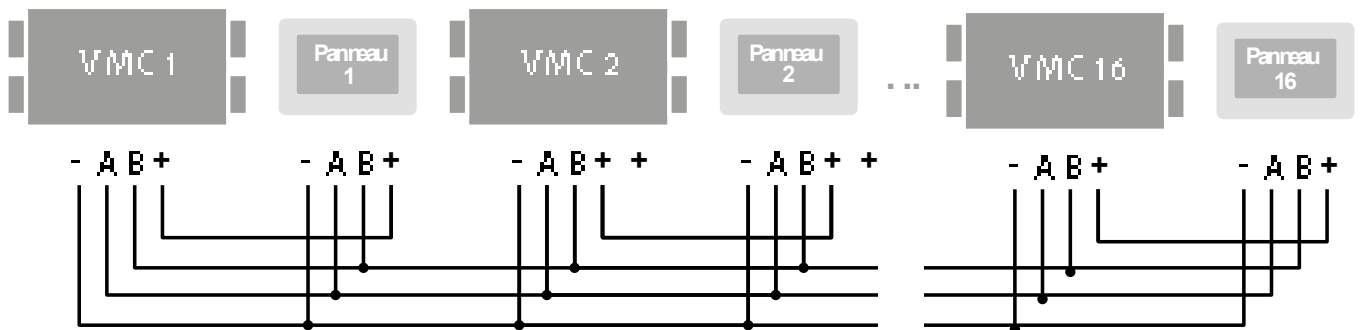 VMC 1
Panneau
1
VMC 2
Panneau
2
...
VMC 16
Panneau
16
- A B +
- A B +
- A B + +
- A B + +
- A B +
- A B +